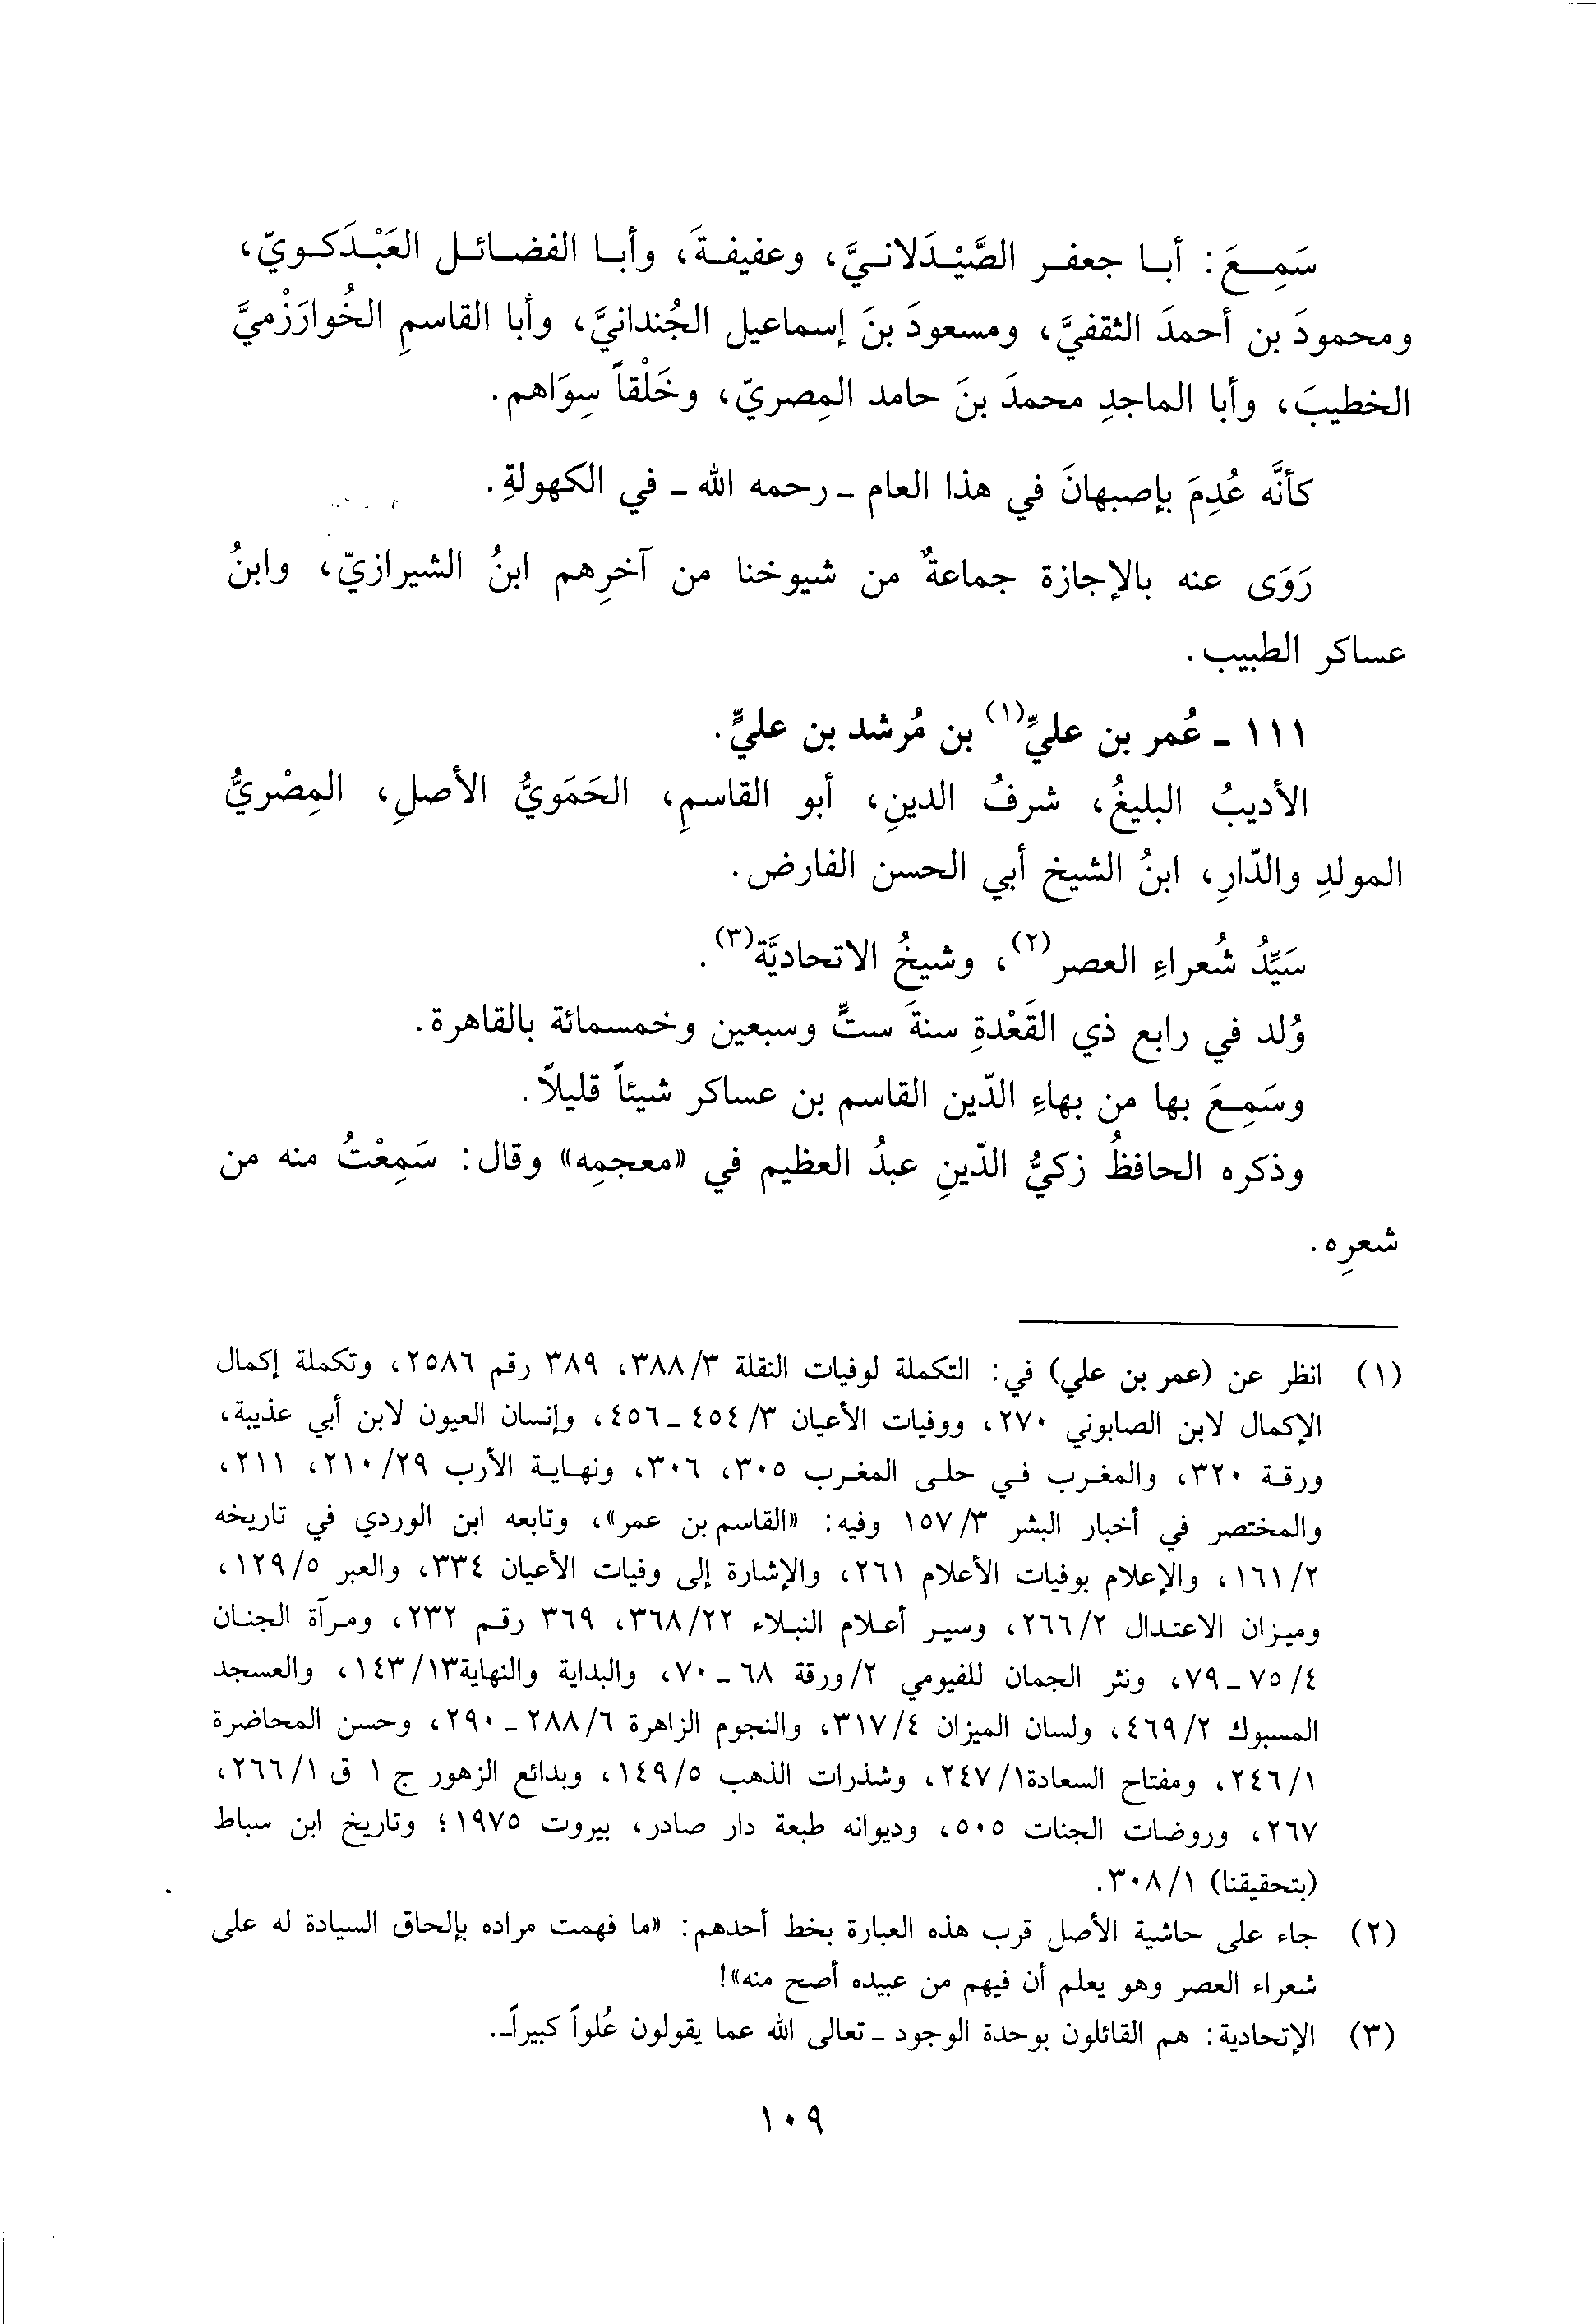 سَمِعَ: أبا جعفر الصَّيْدَلانيَّ، وعفيفةَ، وأبا الفضائل العَبْدَكويّ،
ومحمودَ بن أحمدَ الثقفيَّ، ومسعودَ بنَ إسماعيل الجُندانيَّ، وأبا القاسمِ الخُوارَزْميَّ
الخطيبَ، وأبا الماجدِ محمدَ بنَ حامد المِصريّ، وخَلْقاً سِوَاهم.
كأنَّه عُدِمَ بإصبهانَ في هذا العام ـ رحمه الله ـ في الكهولةِ.
رَوَى عنه بالإجازة جماعةٌ من شيوخنا من آخرِهم ابنُ الشيرازيّ، وابنُ
عساكر الطبيب.
١١١ ـ عُمر بن عليٍّ(١) بن مُرشد بن عليٍّ.
الأديبُ البليغُ، شرفُ الدينِ، أبو القاسمِ، الحَمَويُّ الأصلِ، المِصْريُّ
المولدِ والدّارِ، ابنُ الشيخ أبي الحسن الفارض.
سَيِّدُ شُعراءِ العصر(٢)، وشيخُ الاتحاديَّة(٣).
وُلد في رابع ذي القَعْدةِ سنةَ ستٍّ وسبعين وخمسمائة بالقاهرة.
وسَمِعَ بها من بهاءِ الدّين القاسم بن عساكر شيئاً قليلاً.
وذكره الحافظُ زكيُّ الدّينِ عبدُ العظيم في «معجمِه» وقال: سَمِعْتُ منه من
شعرِه.
(١) انظر عن (عمر بن علي) في: التكملة لوفيات النقلة ٣٨٨/٣، ٣٨٩ رقم ٢٥٨٦، وتكملة إكمال
الإكمال لابن الصابوني ٢٧٠، ووفيات الأعيان ٤٥٤/٣ ـ ٤٥٦، وإنسان العيون لابن أبي عذيبة،
ورقة ٣٢٠، والمغرب في حلى المغرب ٣٠٥، ٣٠٦، ونهاية الأرب ٢١٠/٢٩، ٢١١،
والمختصر في أخبار البشر ١٥٧/٣ وفيه: «القاسم بن عمر»، وتابعه ابن الوردي في تاريخه
١٦١/٢، والإعلام بوفيات الأعلام ٢٦١، والإشارة إلى وفيات الأعيان ٣٣٤، والعبر ١٢٩/٥،
وميزان الاعتدال ٢٦٦/٢، وسير أعلام النبلاء ٣٦٨/٢٢، ٣٦٩ رقم ٢٣٢، ومرآة الجنان
٧٥/٤ ـ ٧٩، ونثر الجمان للفيومي ٢/ورقة ٦٨ ـ ٧٠، والبداية والنهاية١٤٣/١٣، والعسجد
المسبوك ٤٦٩/٢، ولسان الميزان ٣١٧/٤، والنجوم الزاهرة ٢٨٨/٦ ـ ٢٩٠، وحسن المحاضرة
٢٤٦/١، ومفتاح السعادة٢٤٧/١، وشذرات الذهب ١٤٩/٥، وبدائع الزهور ج ١ ق ٢٦٦/١،
٢٦٧، وروضات الجنات ٥٠٥، وديوانه طبعة دار صادر، بيروت ١٩٧٥؛ وتاريخ ابن سباط
(بتحقيقنا) ٣٠٨/١.
(٢) جاء على حاشية الأصل قرب هذه العبارة بخط أحدهم: «ما فهمت مراده بإلحاق السيادة له على
شعراء العصر وهو يعلم أن فيهم من عبيده أصح منه»!
(٣) الإتحادية: هم القائلون بوحدة الوجود ـ تعالى الله عما يقولون عُلواً كبيراً ـ.
١٠٩